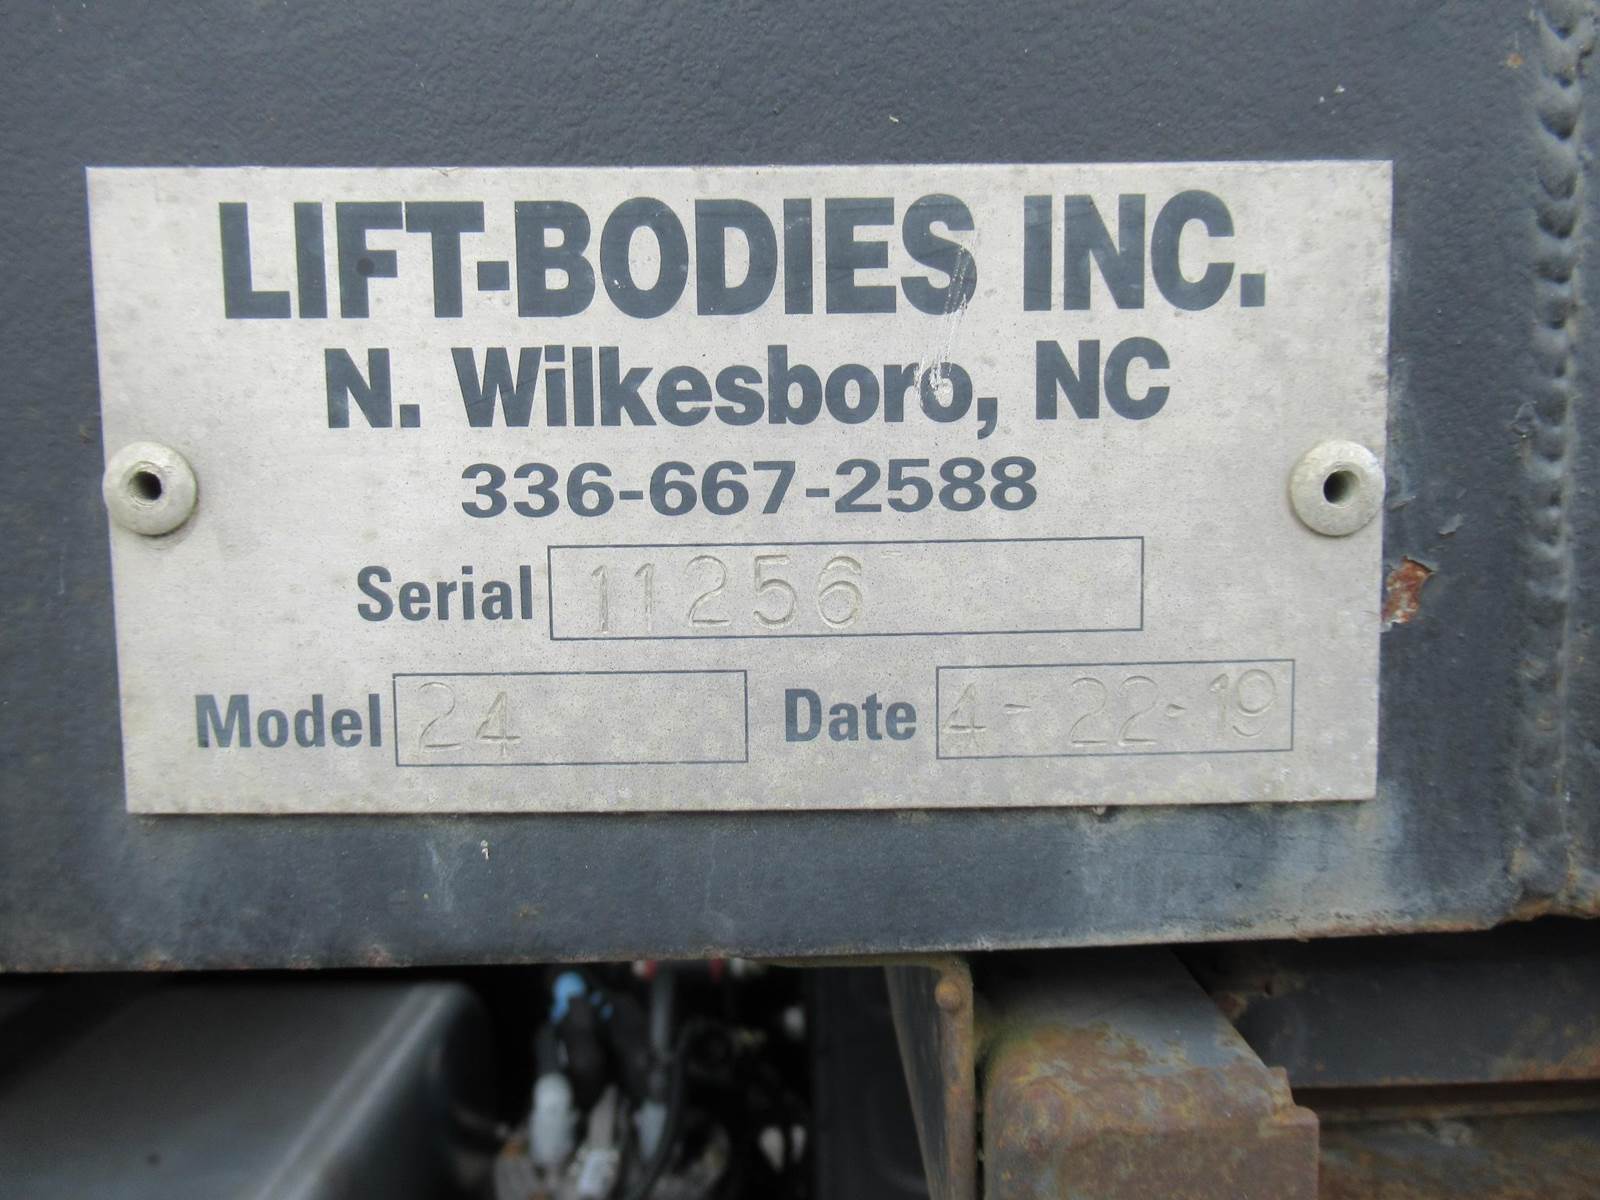 LIFT-BODIES INC.
N. Wilkesboro, NC
336-667-2588
Serial 11256
Model 24 Date 4-22-19